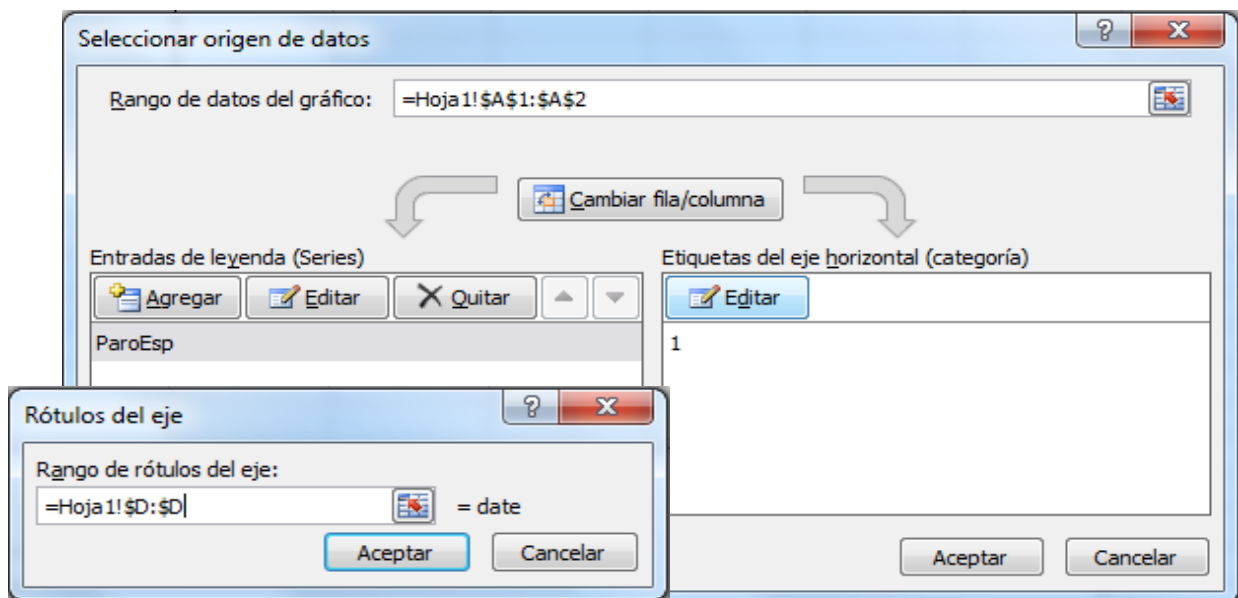 Seleccionar origen de datos
Rango de datos del gráfico: =Hoja1!$A$1:$A$2
Cambiar fila/columna
Entradas de leyenda (Series)
Agregar Editar Quitar
ParoEsp
Etiquetas del eje horizontal (categoría)
Editar
1
Aceptar Cancelar
Rótulos del eje
Rango de rótulos del eje:
=Hoja1!$D:$D = date
Aceptar Cancelar